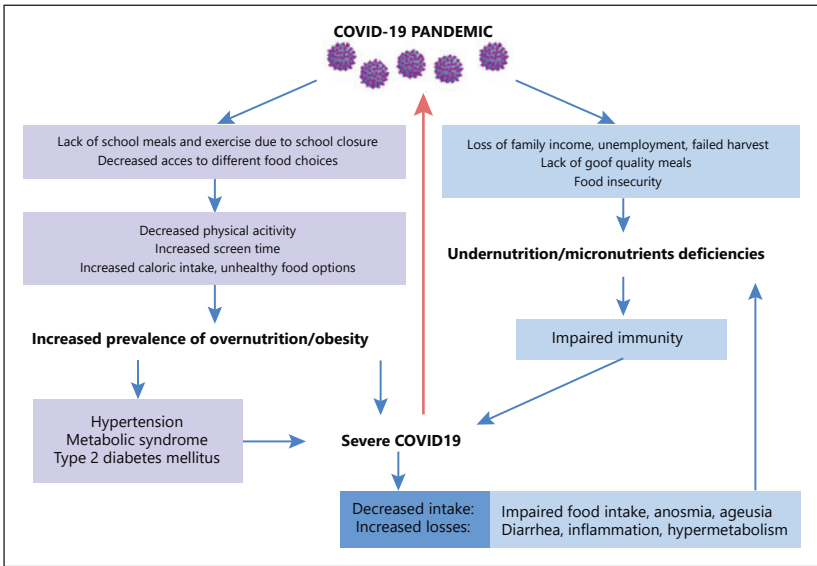 COVID-19 PANDEMIC
Lack of school meals and exercise due to school closure
Decreased acces to different food choices
Loss of family income, unemployment, failed harvest
Lack of goof quality meals
Food insecurity
Decreased physical acitivity
Increased screen time
Increased caloric intake, unhealthy food options
Undernutrition/micronutrients deficiencies
Increased prevalence of overnutrition/obesity
Impaired immunity
Hypertension
Metabolic syndrome
Type 2 diabetes mellitus
Severe COVID19
Decreased intake: Impaired food intake, anosmia, ageusia
Increased losses: Diarrhea, inflammation, hypermetabolism